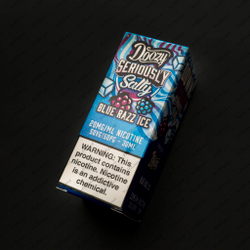 Doozy
SERIOUSLY
Salty
BLUE RAZZ ICE
20MG/ML NICOTINE
50VG/50PG - 30ML
WARNING: This
product contains
nicotine. Nicotine
is an addictive
chemical.